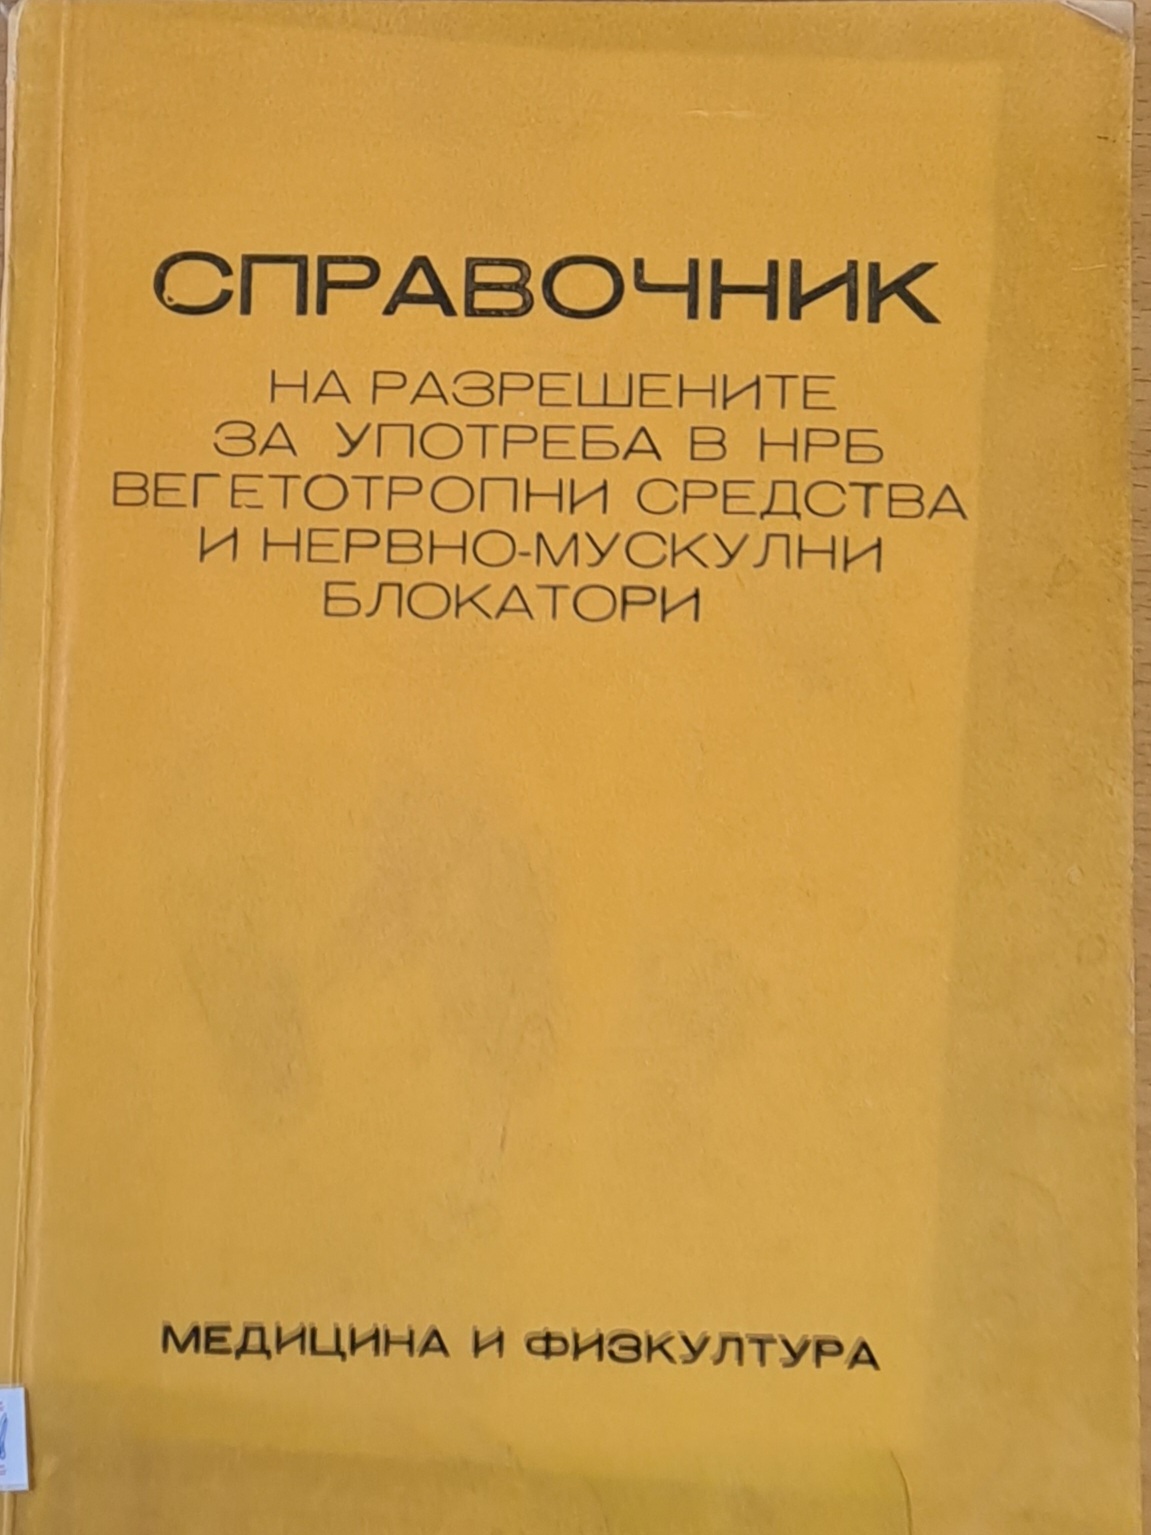 СПРАВОЧНИК
НА РАЗРЕШЕНИТЕ
ЗА УПОТРЕБА В НРБ
ВЕГЕТОТРОПНИ СРЕДСТВА
И НЕРВНО-МУСКУЛНИ
БЛОКАТОРИ
МЕДИЦИНА И ФИЗКУЛТУРА